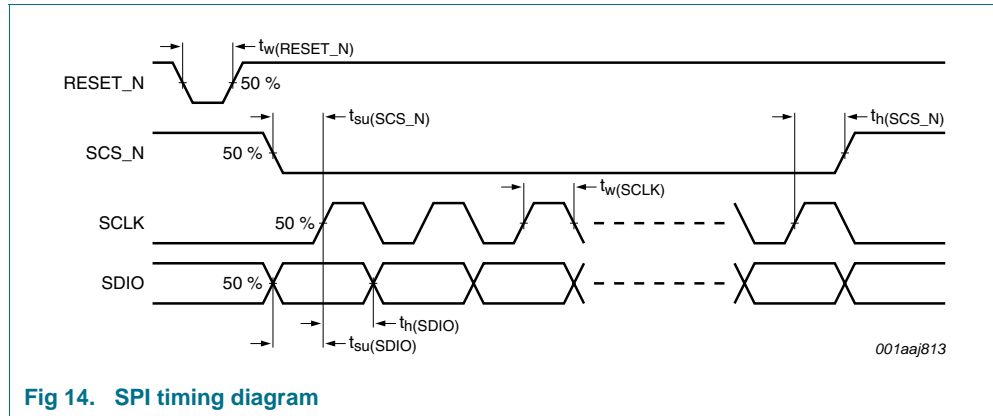 tw(RESET_N)
RESET_N
50 %
tsu(SCS_N)
th(SCS_N)
SCS_N
50 %
tw(SCLK)
SCLK
50 %
SDIO
50 %
th(SDIO)
tsu(SDIO)
001aaj813
Fig 14. SPI timing diagram